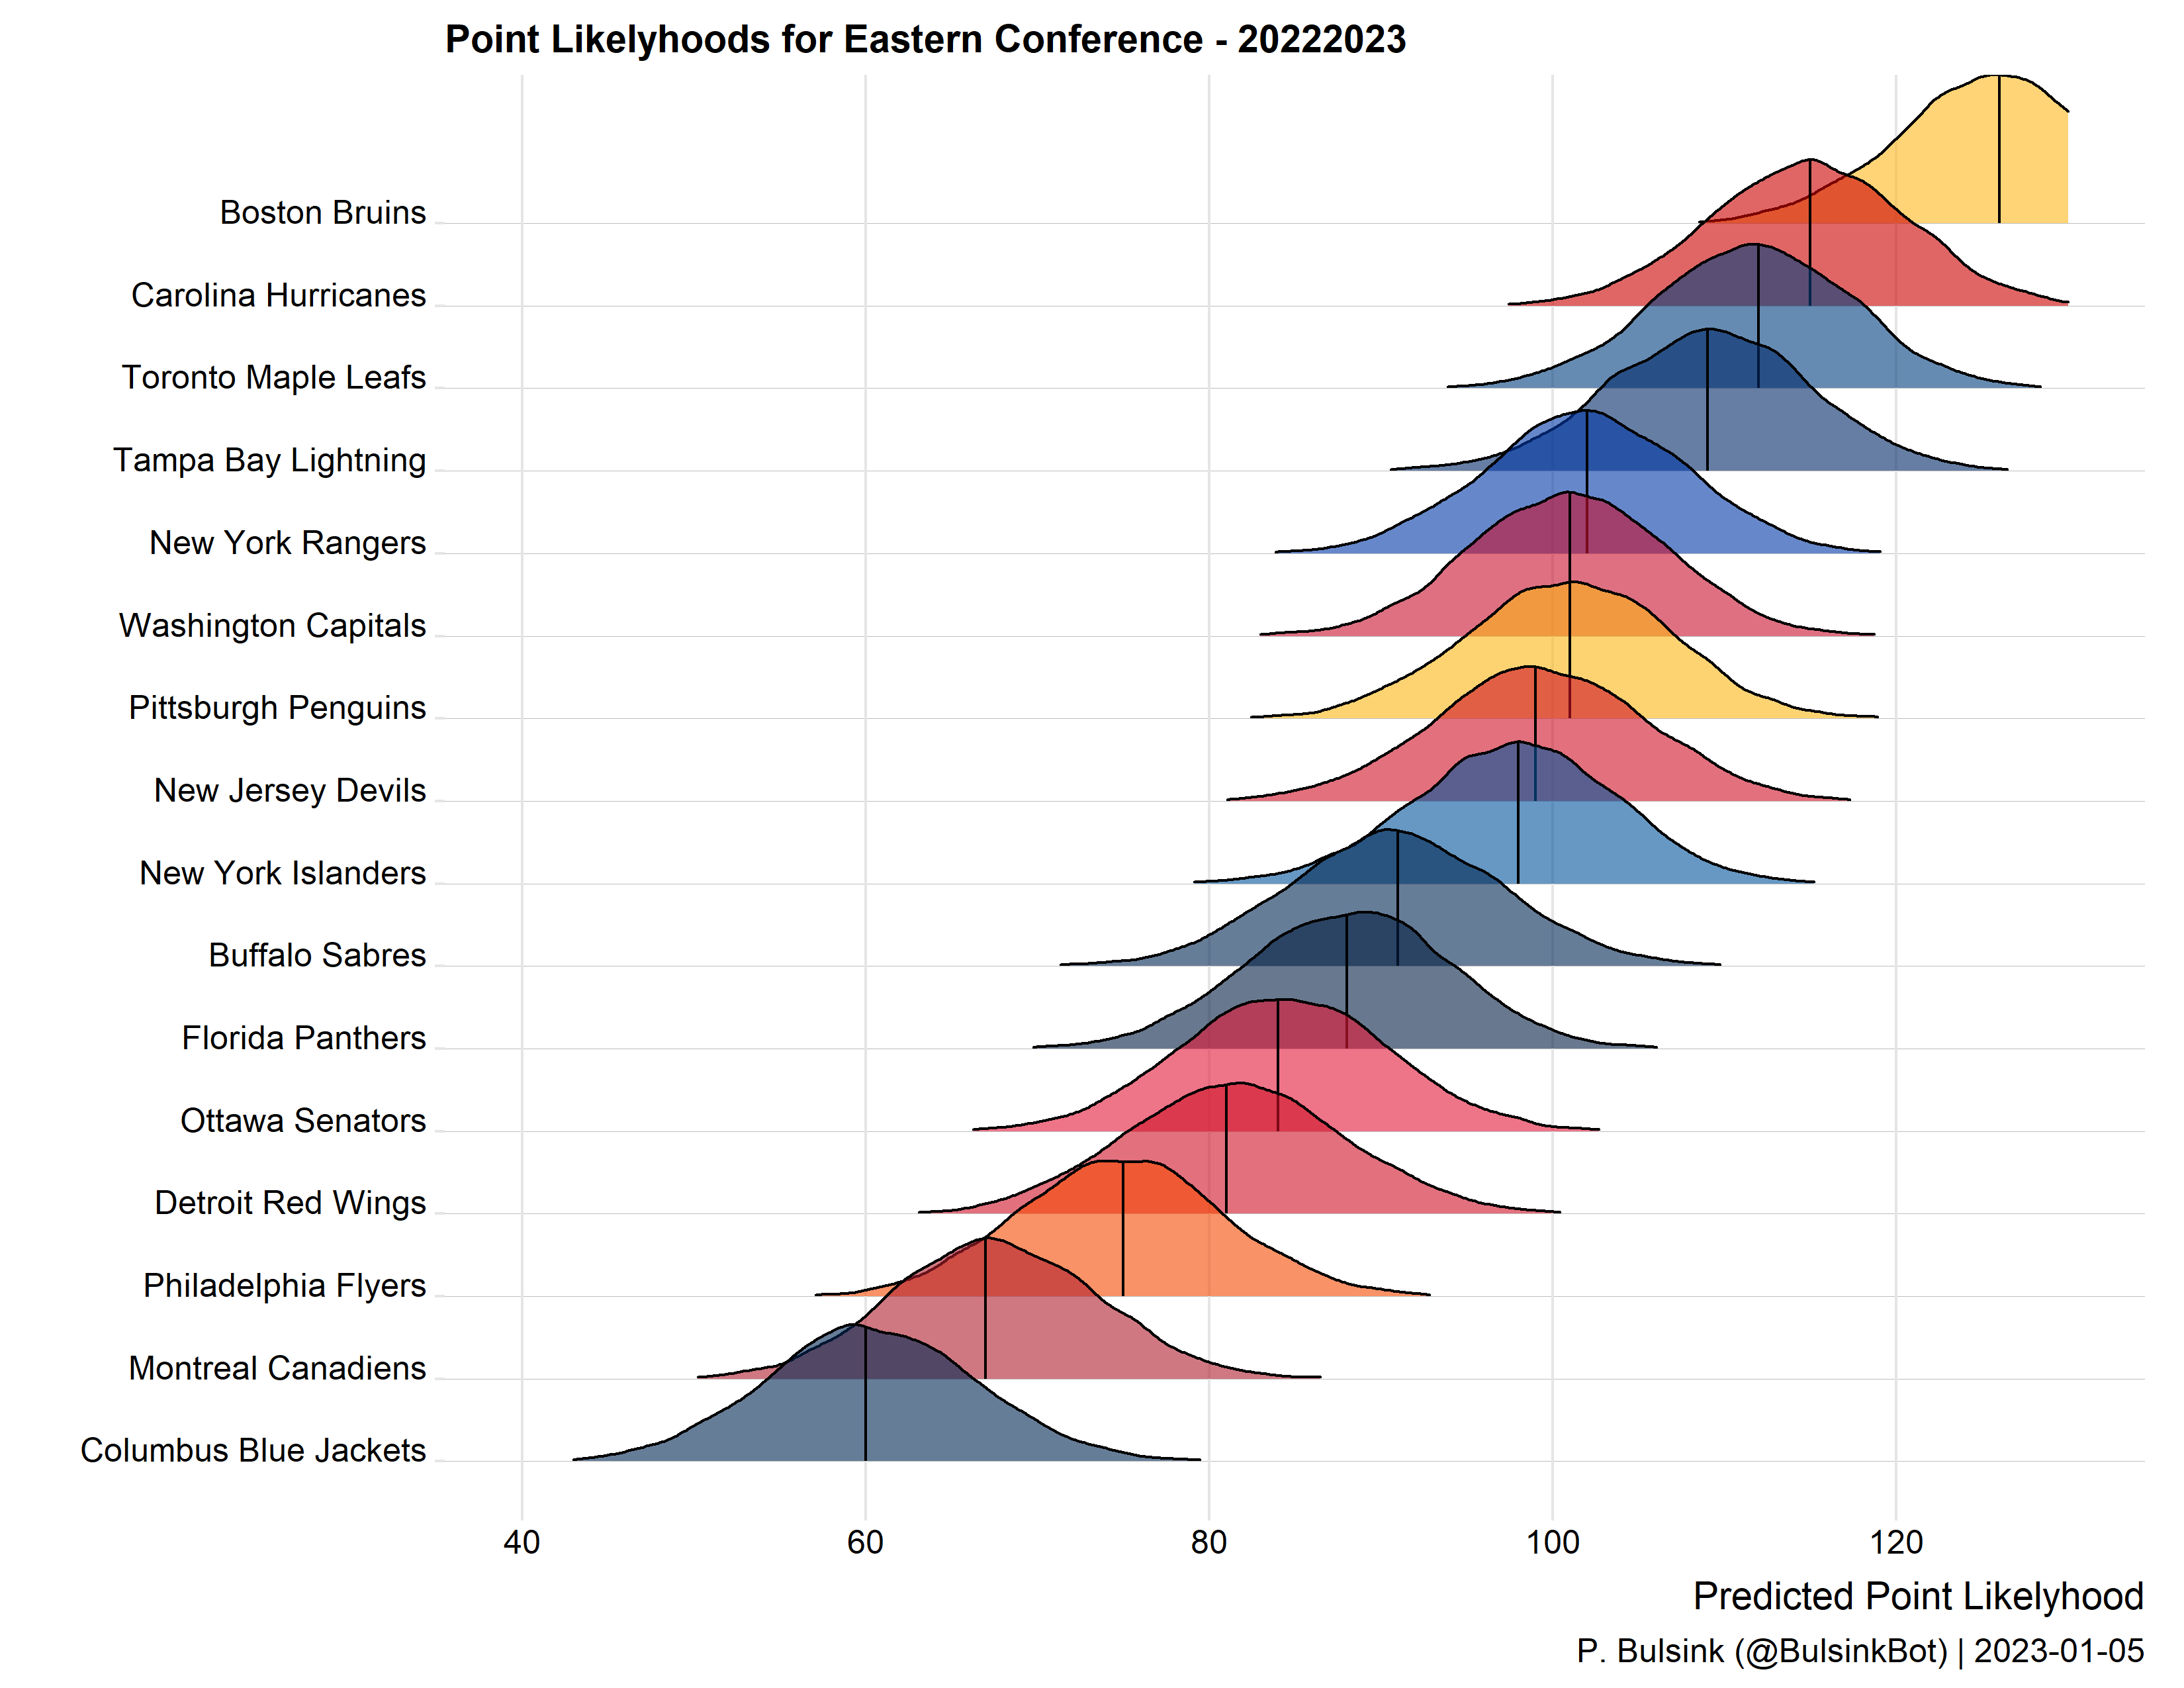 Point Likelyhoods for Eastern Conference - 20222023
Boston Bruins
Carolina Hurricanes
Toronto Maple Leafs
Tampa Bay Lightning
New York Rangers
Washington Capitals
Pittsburgh Penguins
New Jersey Devils
New York Islanders
Buffalo Sabres
Florida Panthers
Ottawa Senators
Detroit Red Wings
Philadelphia Flyers
Montreal Canadiens
Columbus Blue Jackets
40 60 80 100 120
Predicted Point Likelyhood
P. Bulsink (@BulsinkBot) | 2023-01-05